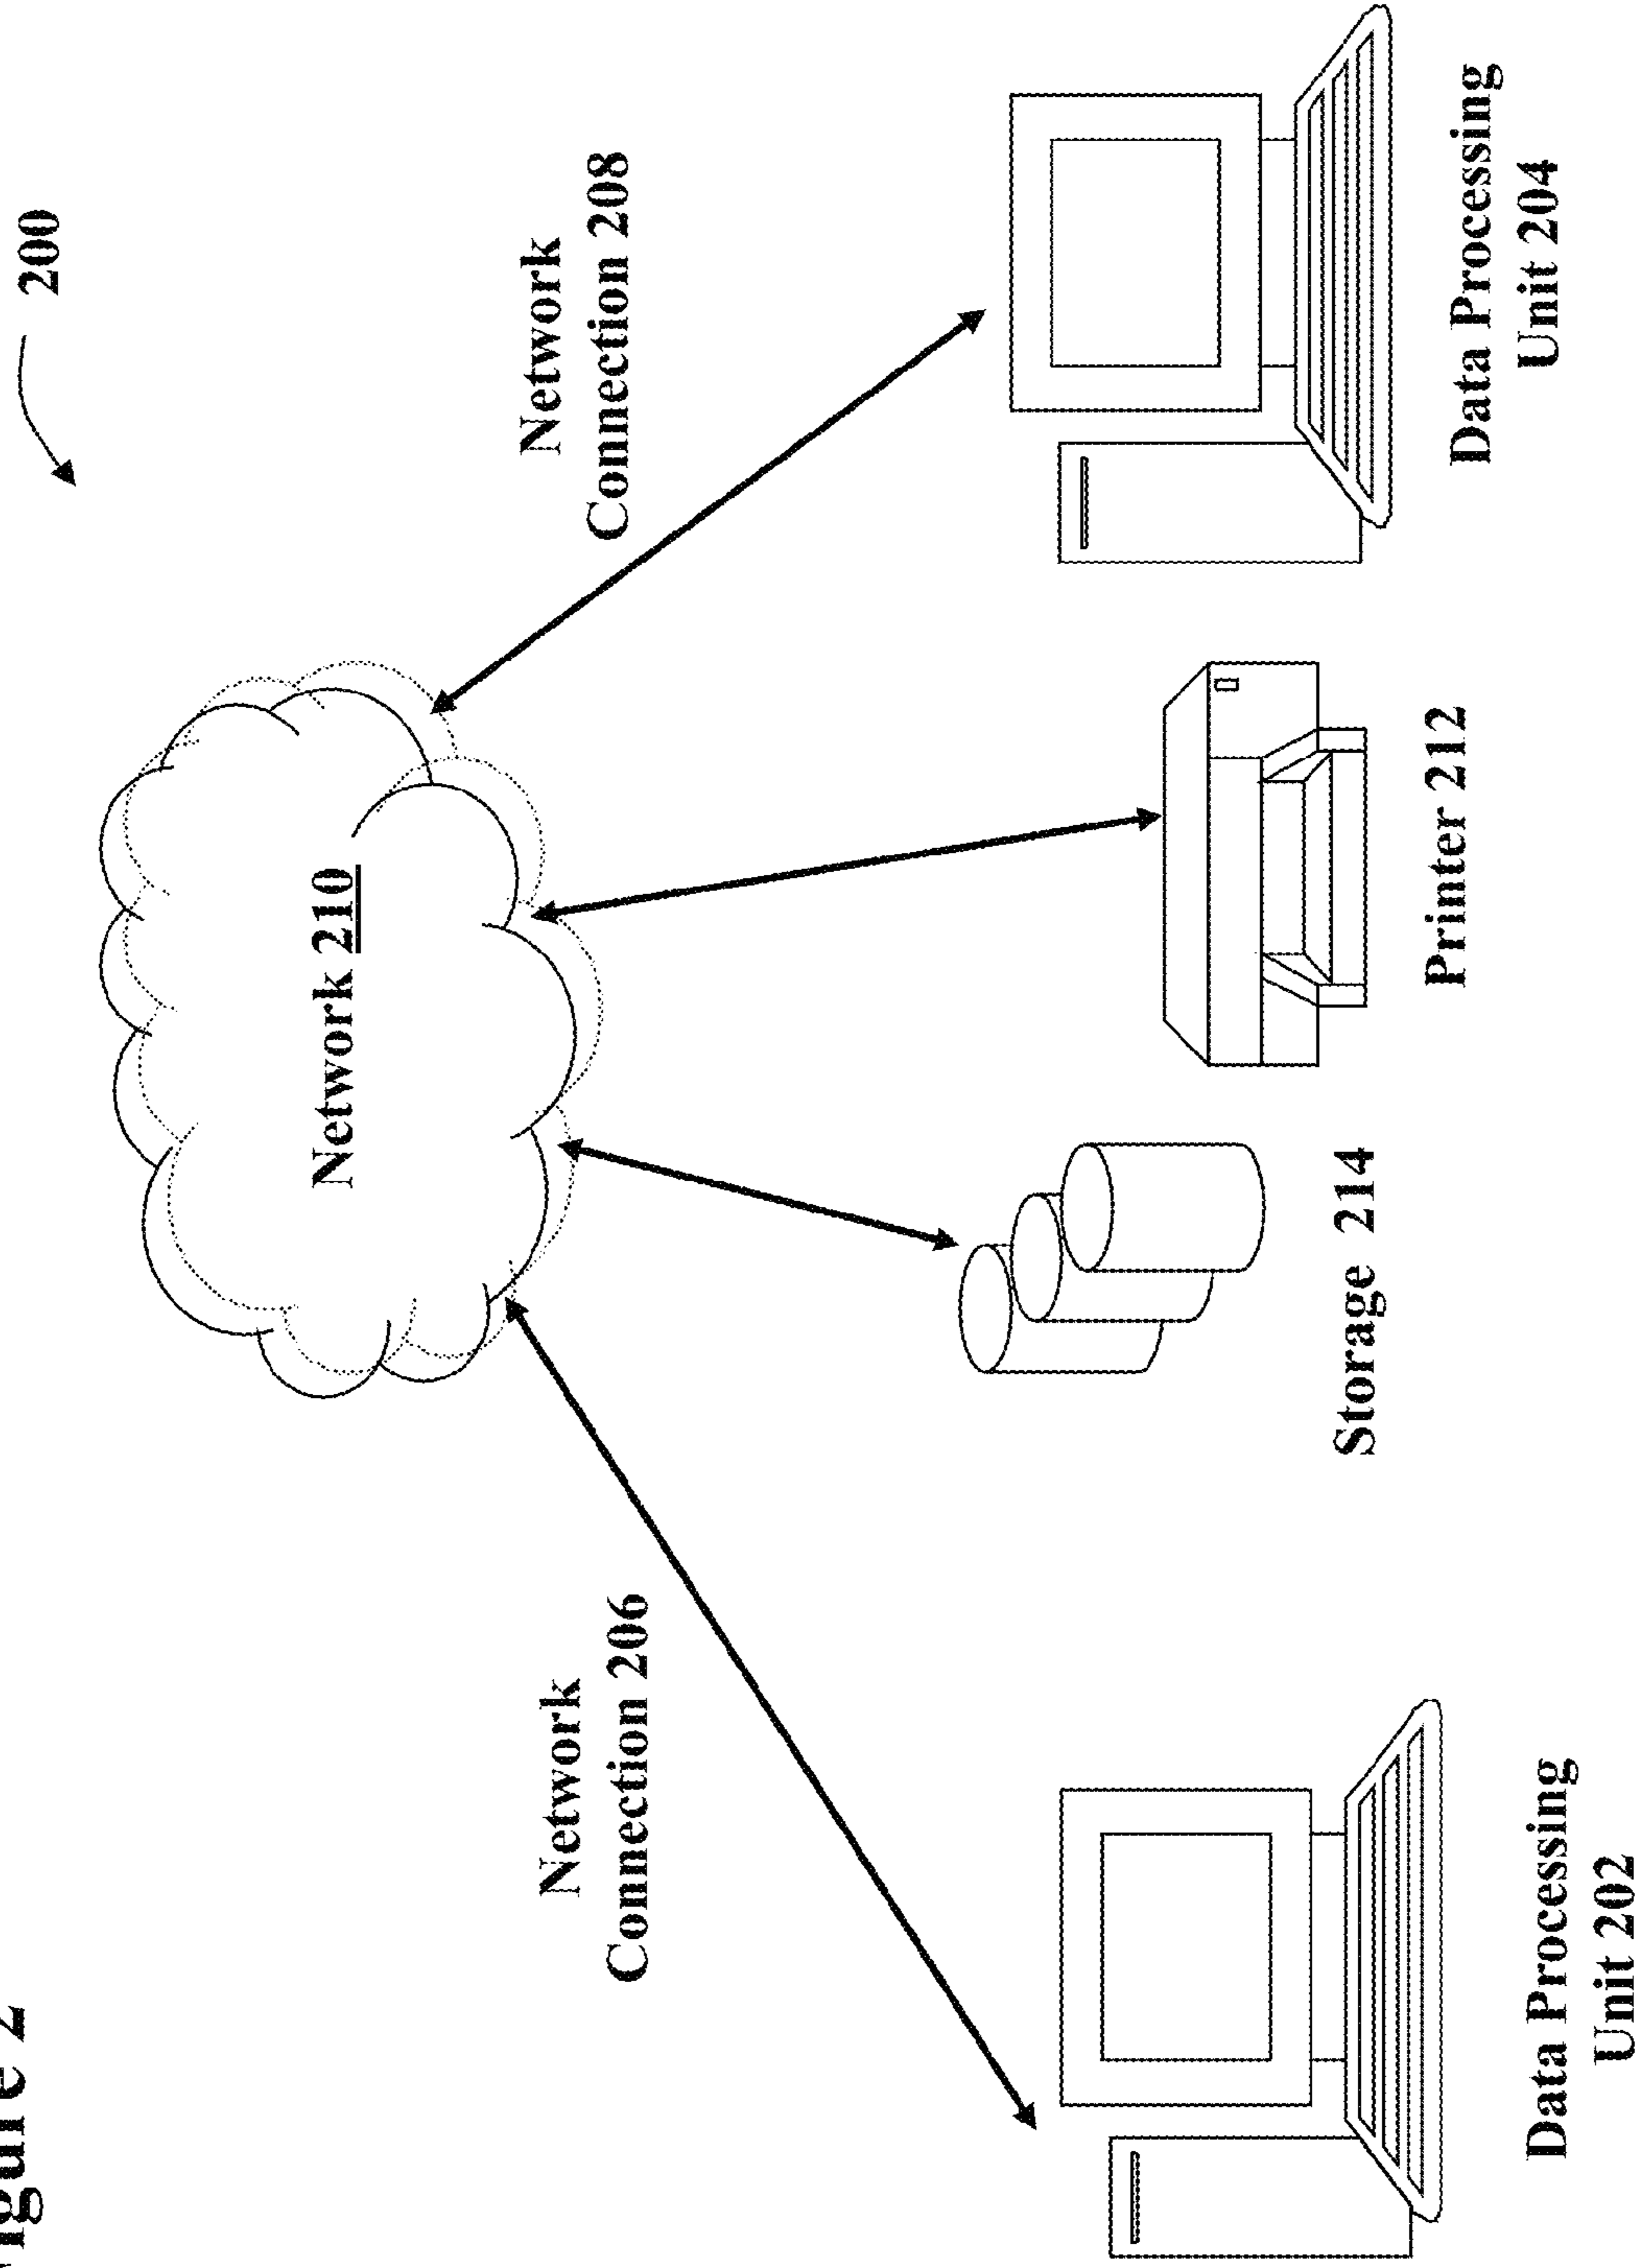 Figure 2
200
Network 210
Network
Connection 206
Network
Connection 208
Data Processing
Unit 202
Storage 214
Printer 212
Data Processing
Unit 204